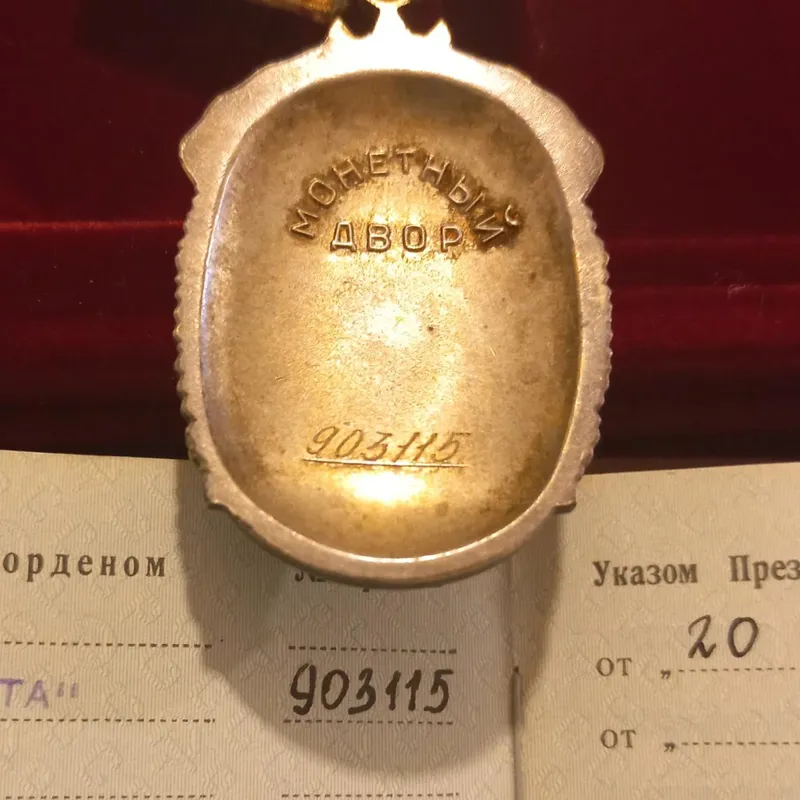 МОНЕТНЫЙ
ДВОР
903115
орденом
ТА"
903115
Указом През
от „ 20
от „